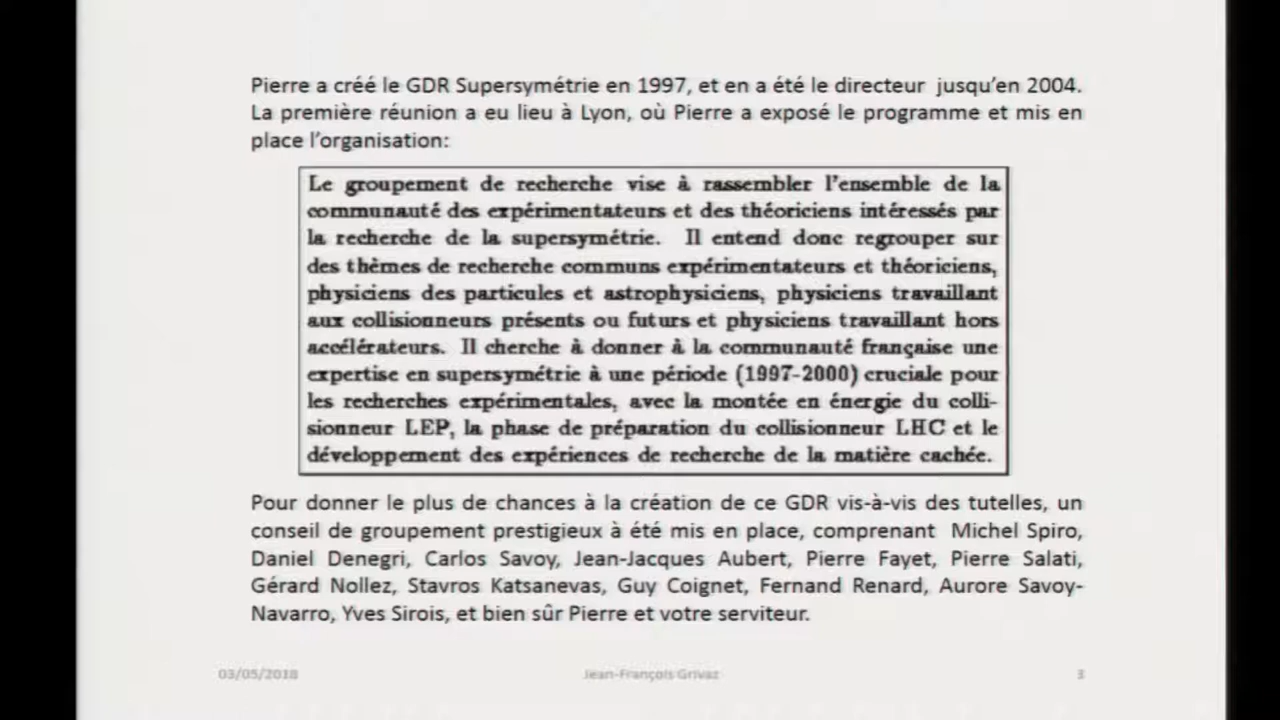 Pierre a créé le GDR Supersymétrie en 1997, et en a été le directeur jusqu'en 2004.
La première réunion a eu lieu à Lyon, où Pierre a exposé le programme et mis en
place l'organisation:
Le groupement de recherche vise à rassembler l'ensemble de la
communauté des expérimentateurs et des théoriciens intéressés par
la recherche de la supersymétrie. Il entend donc regrouper sur
des thèmes de recherche communs expérimentateurs et théoriciens,
physiciens des particules et astrophysiciens, physiciens travaillant
aux collisionneurs présents ou futurs et physiciens travaillant hors
accélérateurs. Il cherche à donner à la communauté française une
expertise en supersymétrie à une période (1997-2000) cruciale pour
les recherches expérimentales, avec la montée en énergie du colli-
sionneur LEP, la phase de préparation du collisionneur LHC et le
développement des expériences de recherche de la matière cachée.
Pour donner le plus de chances à la création de ce GDR vis-à-vis des tutelles, un
conseil de groupement prestigieux à été mis en place, comprenant Michel Spiro,
Daniel Denegri, Carlos Savoy, Jean-Jacques Aubert, Pierre Fayet, Pierre Salati,
Gérard Nollez, Stavros Katsanevas, Guy Coignet, Fernand Renard, Aurore Savoy-
Navarro, Yves Sirois, et bien sûr Pierre et votre serviteur.
03/05/2018 Jean-François Grivaz 3